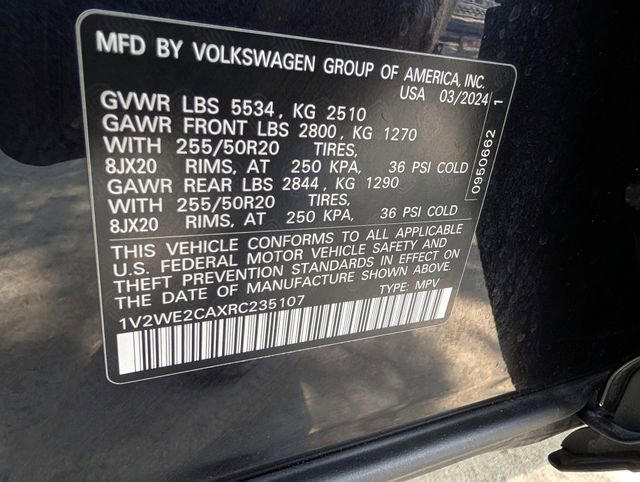 MFD BY VOLKSWAGEN GROUP OF AMERICA, INC.
USA 03/2024
GVWR LBS 5534 , KG 2510
GAWR FRONT LBS 2800 , KG 1270
WITH 255/50R20 TIRES,
8JX20 RIMS, AT 250 KPA, 36 PSI COLD
GAWR REAR LBS 2844 , KG 1290
WITH 255/50R20 TIRES,
8JX20 RIMS, AT 250 KPA, 36 PSI COLD
THIS VEHICLE CONFORMS TO ALL APPLICABLE
U.S. FEDERAL MOTOR VEHICLE SAFETY AND
THEFT PREVENTION STANDARDS IN EFFECT ON
THE DATE OF MANUFACTURE SHOWN ABOVE.
1V2WE2CAXRC235107 TYPE: MPV
0950662 1